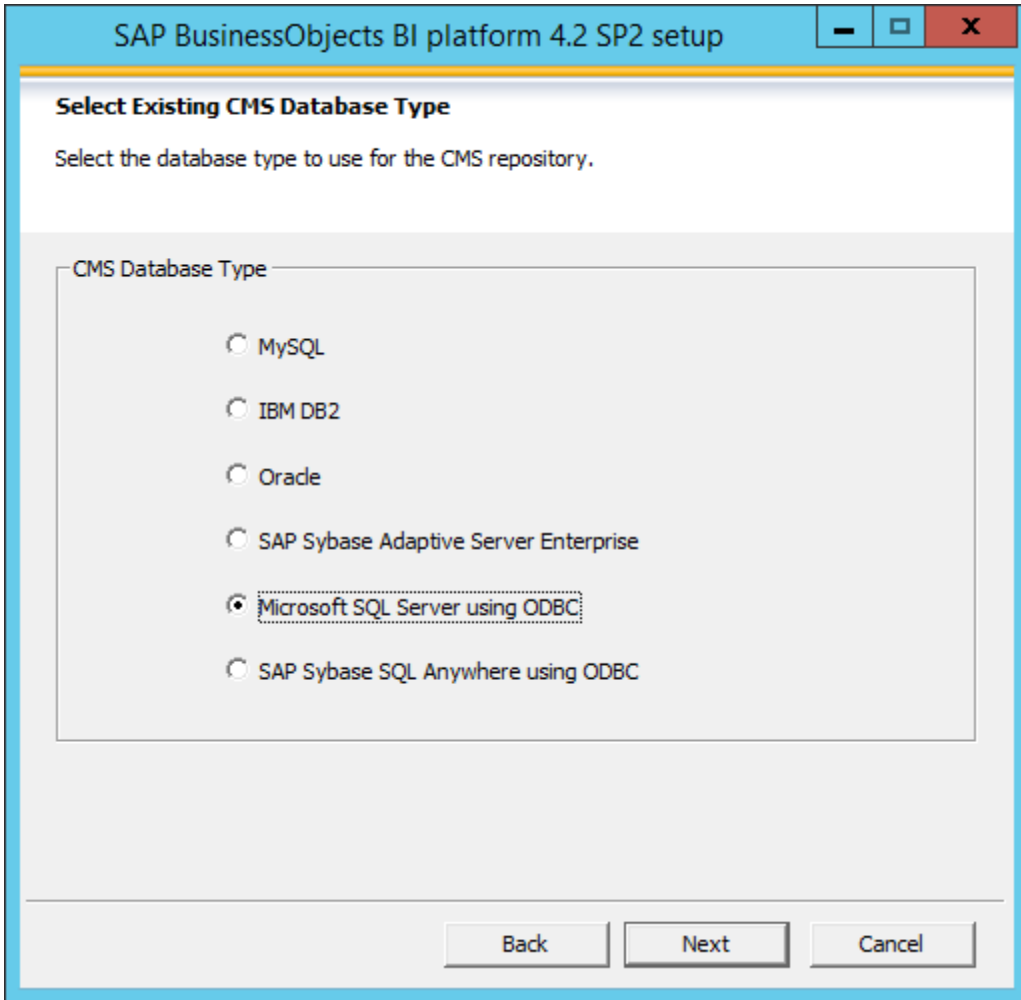 SAP BusinessObjects BI platform 4.2 SP2 setup
Select Existing CMS Database Type
Select the database type to use for the CMS repository.
CMS Database Type
MySQL
IBM DB2
Oracle
SAP Sybase Adaptive Server Enterprise
Microsoft SQL Server using ODBC
SAP Sybase SQL Anywhere using ODBC
Back Next Cancel